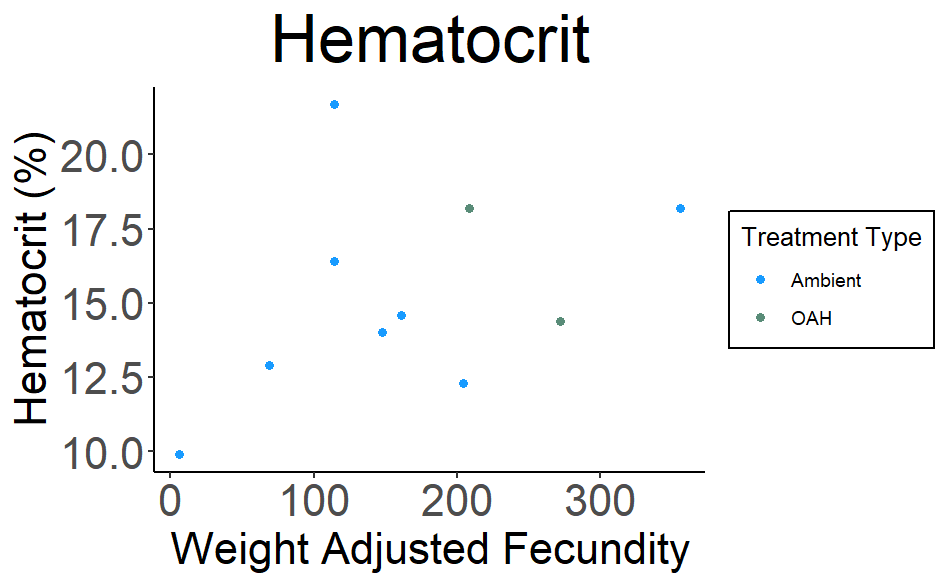 Hematocrit
Hematocrit (%)
20.0
17.5
15.0
12.5
10.0
0 100 200 300
Weight Adjusted Fecundity
Treatment Type
Ambient
OAH